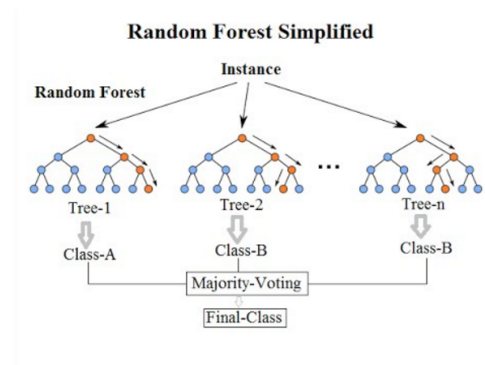 Random Forest Simplified
Instance
Random Forest
...
Tree-1
Tree-2
Tree-n
Class-A
Class-B
Class-B
Majority-Voting
Final-Class